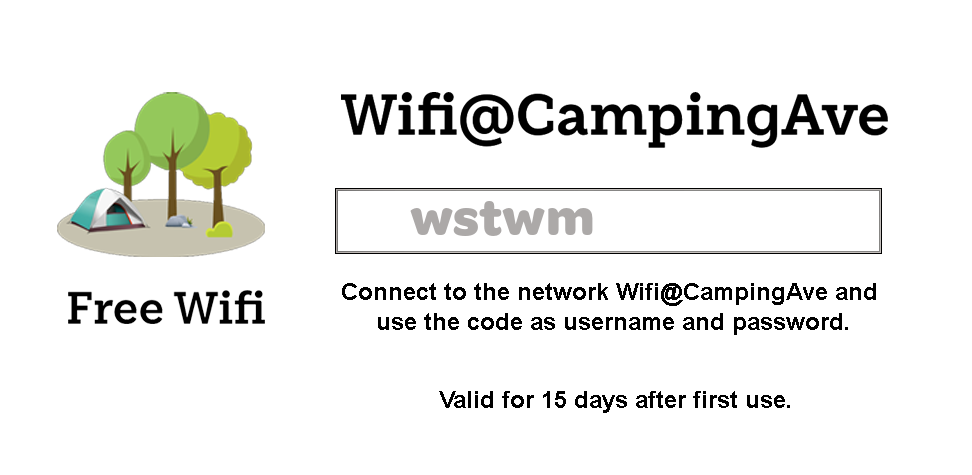 Wifi@CampingAve
wstwm
Free Wifi
Connect to the network Wifi@CampingAve and
use the code as username and password.
Valid for 15 days after first use.